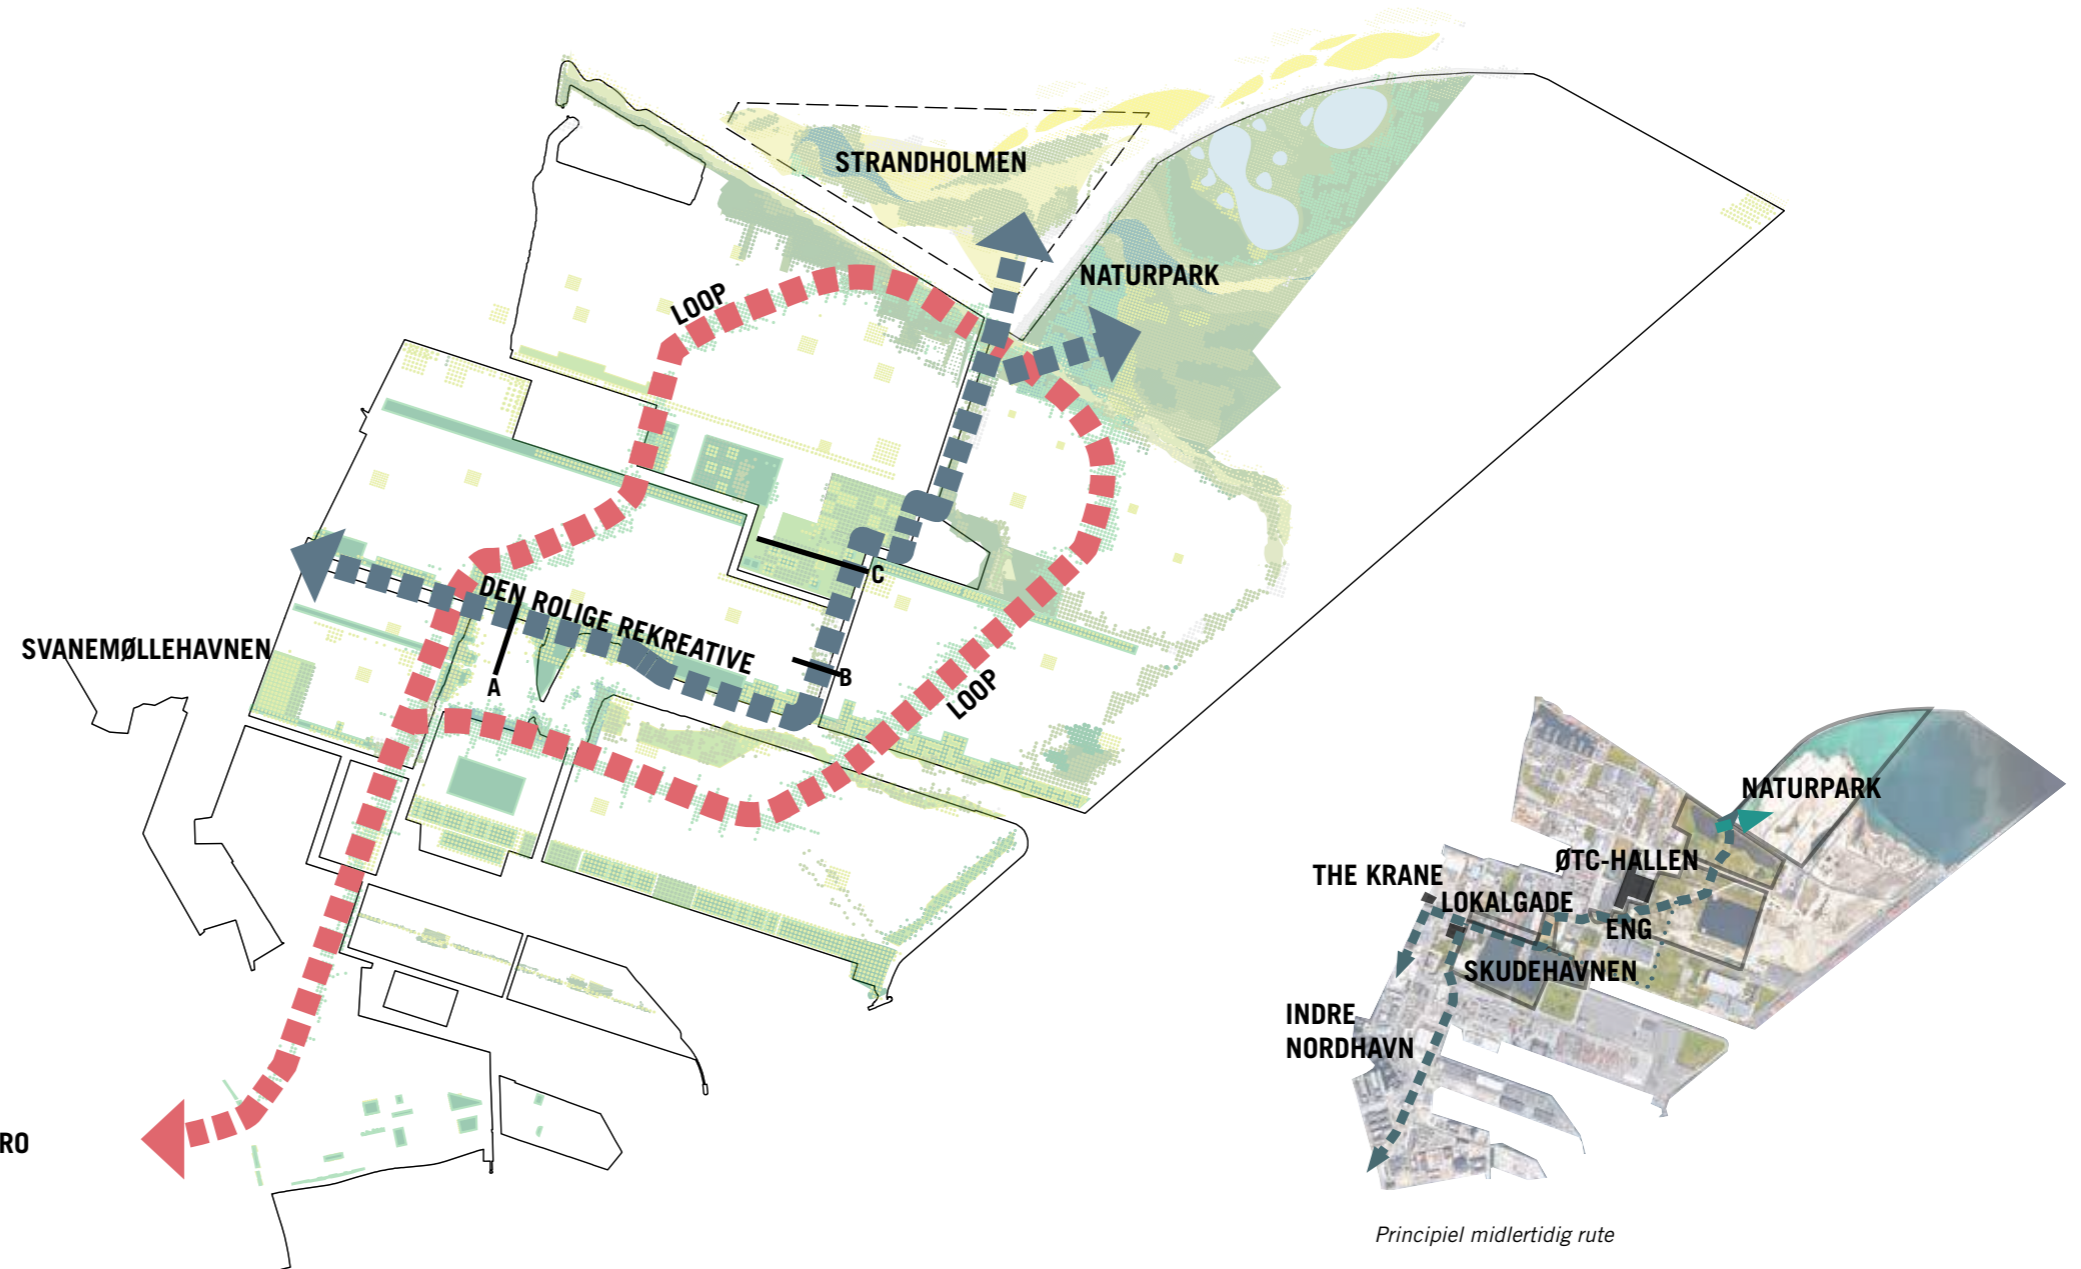 STRANDHOLMEN
NATURPARK
LOOP
DEN ROLIGE REKREATIVE
SVANEMØLLEHAVNEN
A
B
C
LOOP
RO
NATURPARK
ØTC-HALLEN
THE KRANE
LOKALGADE
ENG
SKUDEHAVNEN
INDRE
NORDHAVN
Principiel midlertidig rute